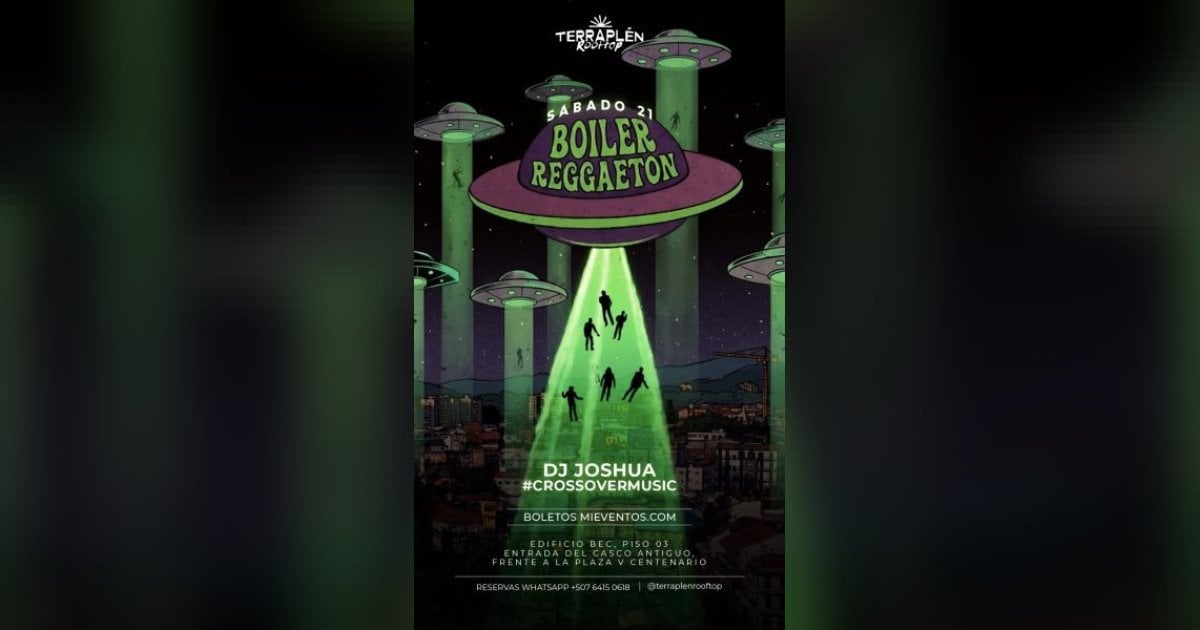 TERRAPLÉN
Rooftop
SÁBADO 21
BOILER
REGGAETON
DJ JOSHUA
#CROSSOVERMUSIC
BOLETOS MIEVENTOS.COM
EDIFICIO BEC, PISO 03
ENTRADA DEL CASCO ANTIGUO,
FRENTE A LA PLAZA V CENTENARIO
RESERVAS WHATSAPP +507 6415 0618 | @terraplenrooftop